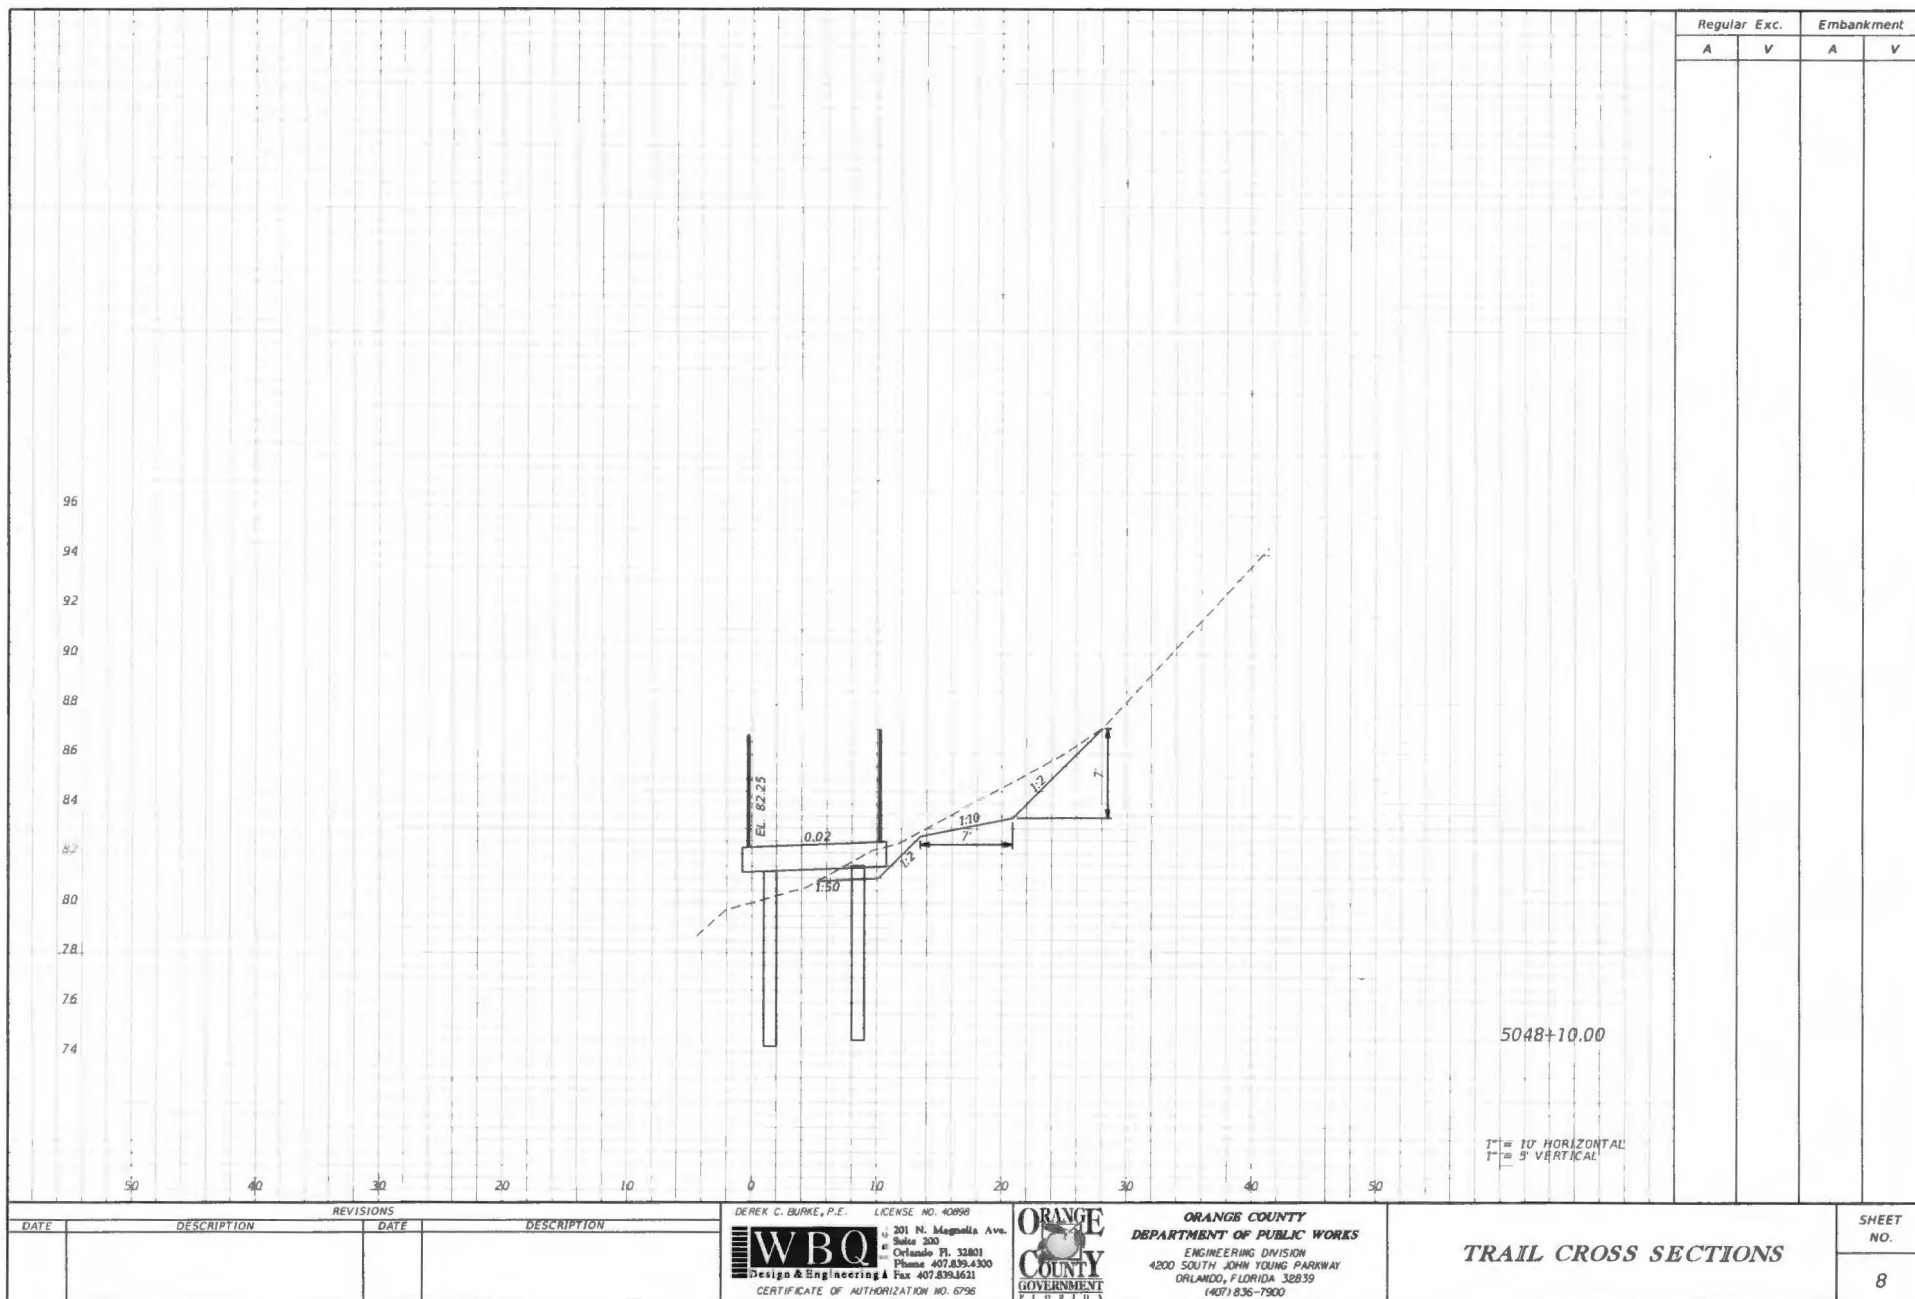 Regular Exc. Embankment
A V A V
96
94
92
90
88
86
84
82
80
78
76
74
EL. 82.25
0.02
1:50
1:2
1:10
7'
1:2
7'
5048+10.00
1" = 10' HORIZONTAL
1" = 5' VERTICAL
50 40 30 20 10 0 10 20 30 40 50
REVISIONS
DATE DESCRIPTION DATE DESCRIPTION
DEREK C. BURKE, P.E. LICENSE NO. 40898
WBQ
Design & Engineering
201 N. Magnolia Ave.
Suite 200
Orlando Fl. 32801
Phone 407.839.4300
Fax 407.839.1621
CERTIFICATE OF AUTHORIZATION NO. 6796
ORANGE
COUNTY
GOVERNMENT
FLORIDA
ORANGE COUNTY
DEPARTMENT OF PUBLIC WORKS
ENGINEERING DIVISION
4200 SOUTH JOHN YOUNG PARKWAY
ORLANDO, FLORIDA 32839
(407) 836-7900
TRAIL CROSS SECTIONS
SHEET
NO.
8